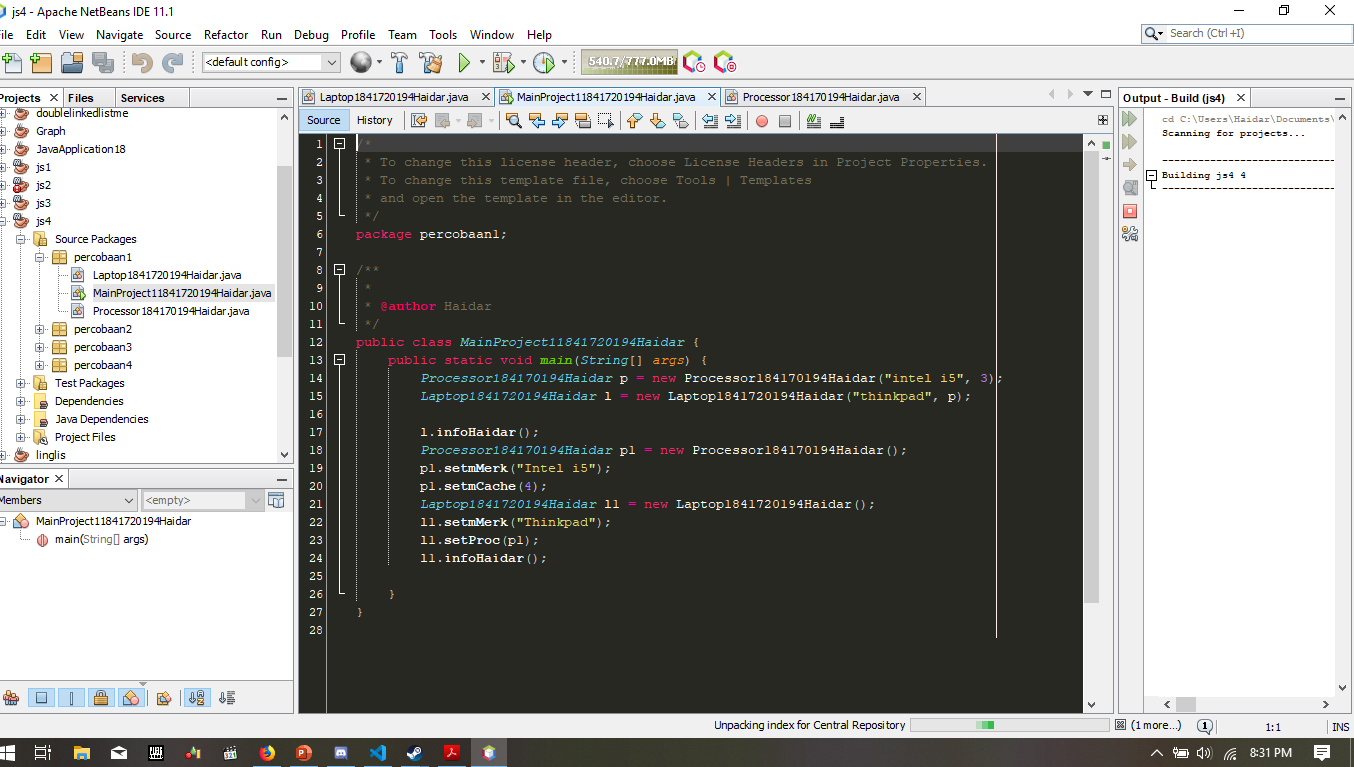 js4 - Apache NetBeans IDE 11.1
File Edit View Navigate Source Refactor Run Debug Profile Team Tools Window Help
Search (Ctrl+I)
<default config>
540.7/777.0MB
Projects Files Services
doublelinkedlistme
Graph
JavaApplication18
js1
js2
js3
js4
Source Packages
percobaan1
Laptop1841720194Haidar.java
MainProject11841720194Haidar.java
Processor184170194Haidar.java
percobaan2
percobaan3
percobaan4
Test Packages
Dependencies
Java Dependencies
Project Files
linglis
Navigator
Members
<empty>
MainProject11841720194Haidar
main(String[] args)
Laptop1841720194Haidar.java MainProject11841720194Haidar.java Processor184170194Haidar.java
Source History
1 /*
2 * To change this license header, choose License Headers in Project Properties.
3 * To change this template file, choose Tools | Templates
4 * and open the template in the editor.
5 */
6 package percobaan1;
7
8 /**
9 *
10 * @author Haidar
11 */
12 public class MainProject11841720194Haidar {
13 public static void main(String[] args) {
14 Processor184170194Haidar p = new Processor184170194Haidar("intel i5", 3);
15 Laptop1841720194Haidar l = new Laptop1841720194Haidar("thinkpad", p);
16
17 l.infoHaidar();
18 Processor184170194Haidar p1 = new Processor184170194Haidar();
19 p1.setmMerk("Intel i5");
20 p1.setmCache(4);
21 Laptop1841720194Haidar l1 = new Laptop1841720194Haidar();
22 l1.setmMerk("Thinkpad");
23 l1.setProc(p1);
24 l1.infoHaidar();
25
26 }
27 }
28
Output - Build (js4)
cd C:\Users\Haidar\Documents\
Scanning for projects...
--------------------------------
Building js4 4
--------------------------------
Unpacking index for Central Repository
(1 more...)
1
1:1
INS
8:31 PM